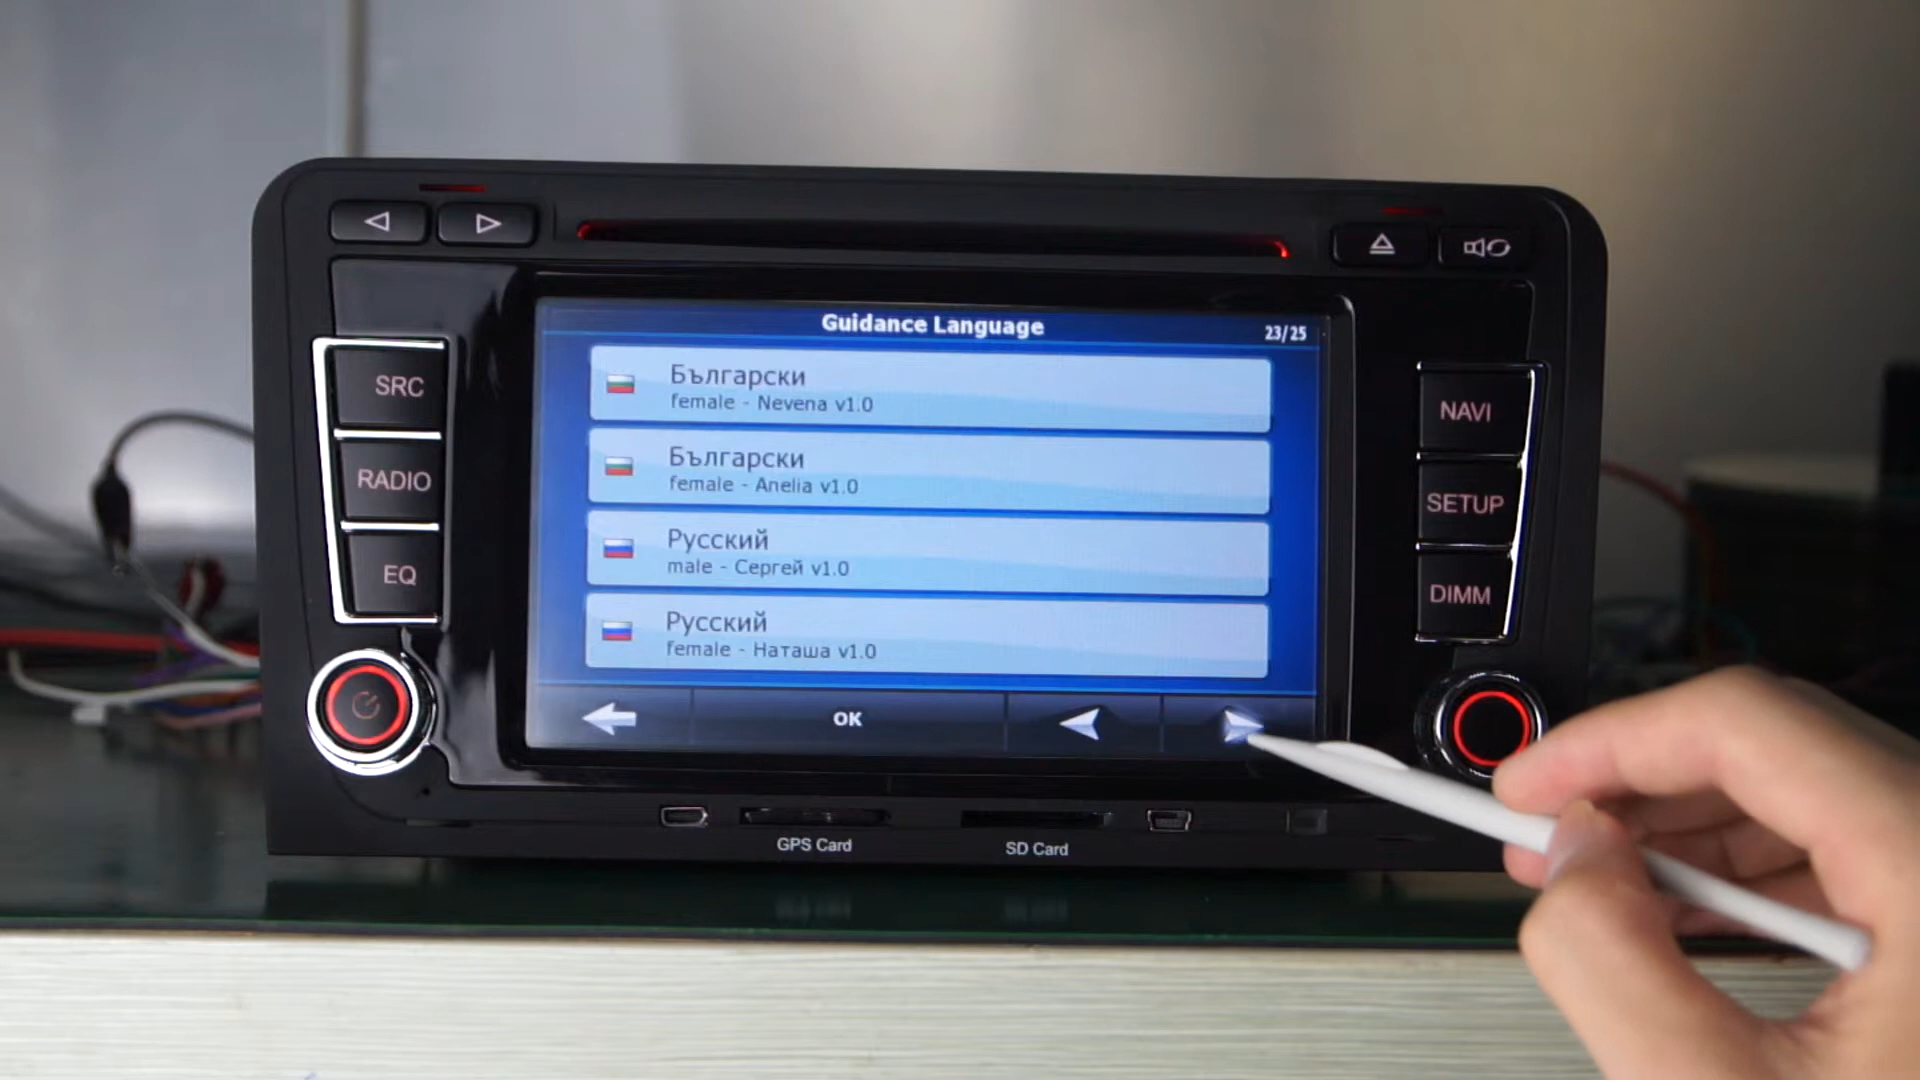 Guidance Language
23/25
Български
female - Nevena v1.0
Български
female - Anelia v1.0
Русский
male - Сергей v1.0
Русский
female - Наташа v1.0
OK
SRC
RADIO
EQ
NAVI
SETUP
DIMM
GPS Card
SD Card